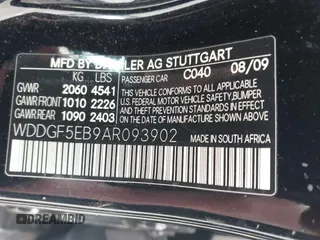 MFD BY DAIMLER AG STUTTGART
KG LBS PASSENGER CAR C040 08/09
GVWR 2060 4541
GAWR FRONT 1010 2226
GAWR REAR 1090 2403
THIS VEHICLE CONFORMS TO ALL APPLICABLE
U.S. FEDERAL MOTOR VEHICLE SAFETY, BUMPER,
AND THEFT PREVENTION STANDARDS IN EFFECT
ON THE DATE OF MANUFACTURE SHOWN ABOVE.
WDDGF5EB9AR093902
MADE IN SOUTH AFRICA
DREAMBID